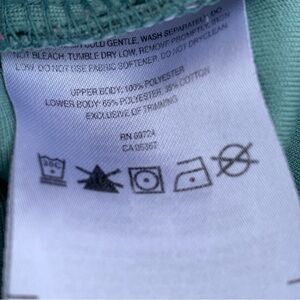 COLD GENTLE, WASH SEPARATELY, DO
NOT BLEACH, TUMBLE DRY LOW, REMOVE PROMPTLY,
LOW, DO NOT USE FABRIC SOFTENER, DO NOT DRYCLEAN.
UPPER BODY: 100% POLYESTER
LOWER BODY: 65% POLYESTER, 35% COTTON
EXCLUSIVE OF TRIMMING
RN 69724
CA 05367